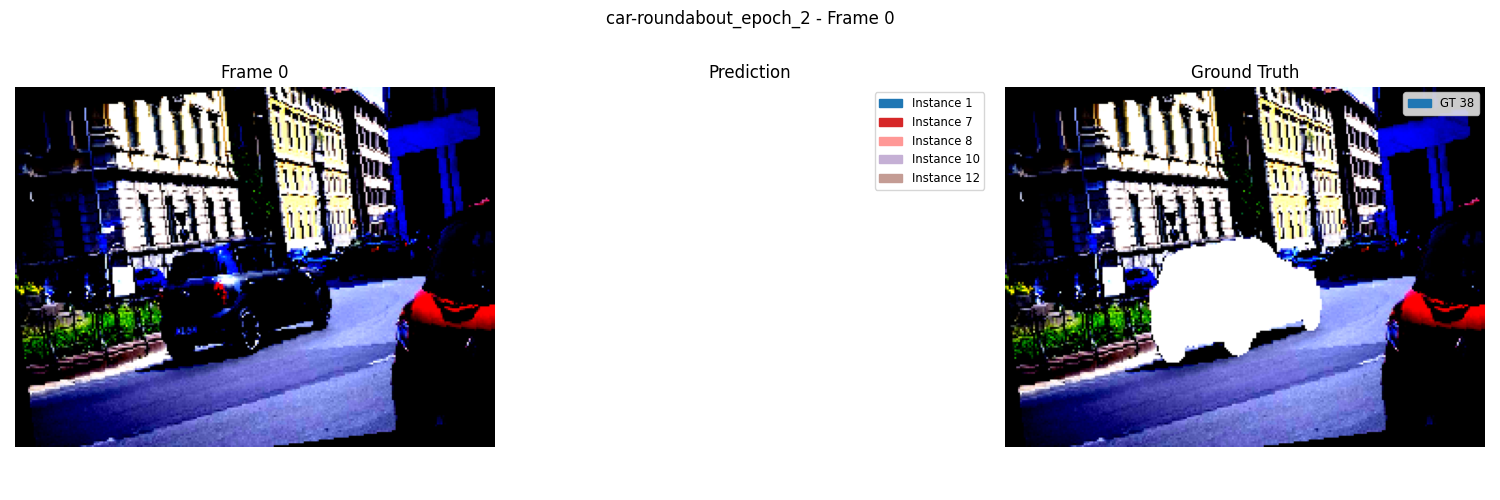 car-roundabout_epoch_2 - Frame 0
Frame 0
Prediction
Ground Truth
Instance 1
Instance 7
Instance 8
Instance 10
Instance 12
GT 38